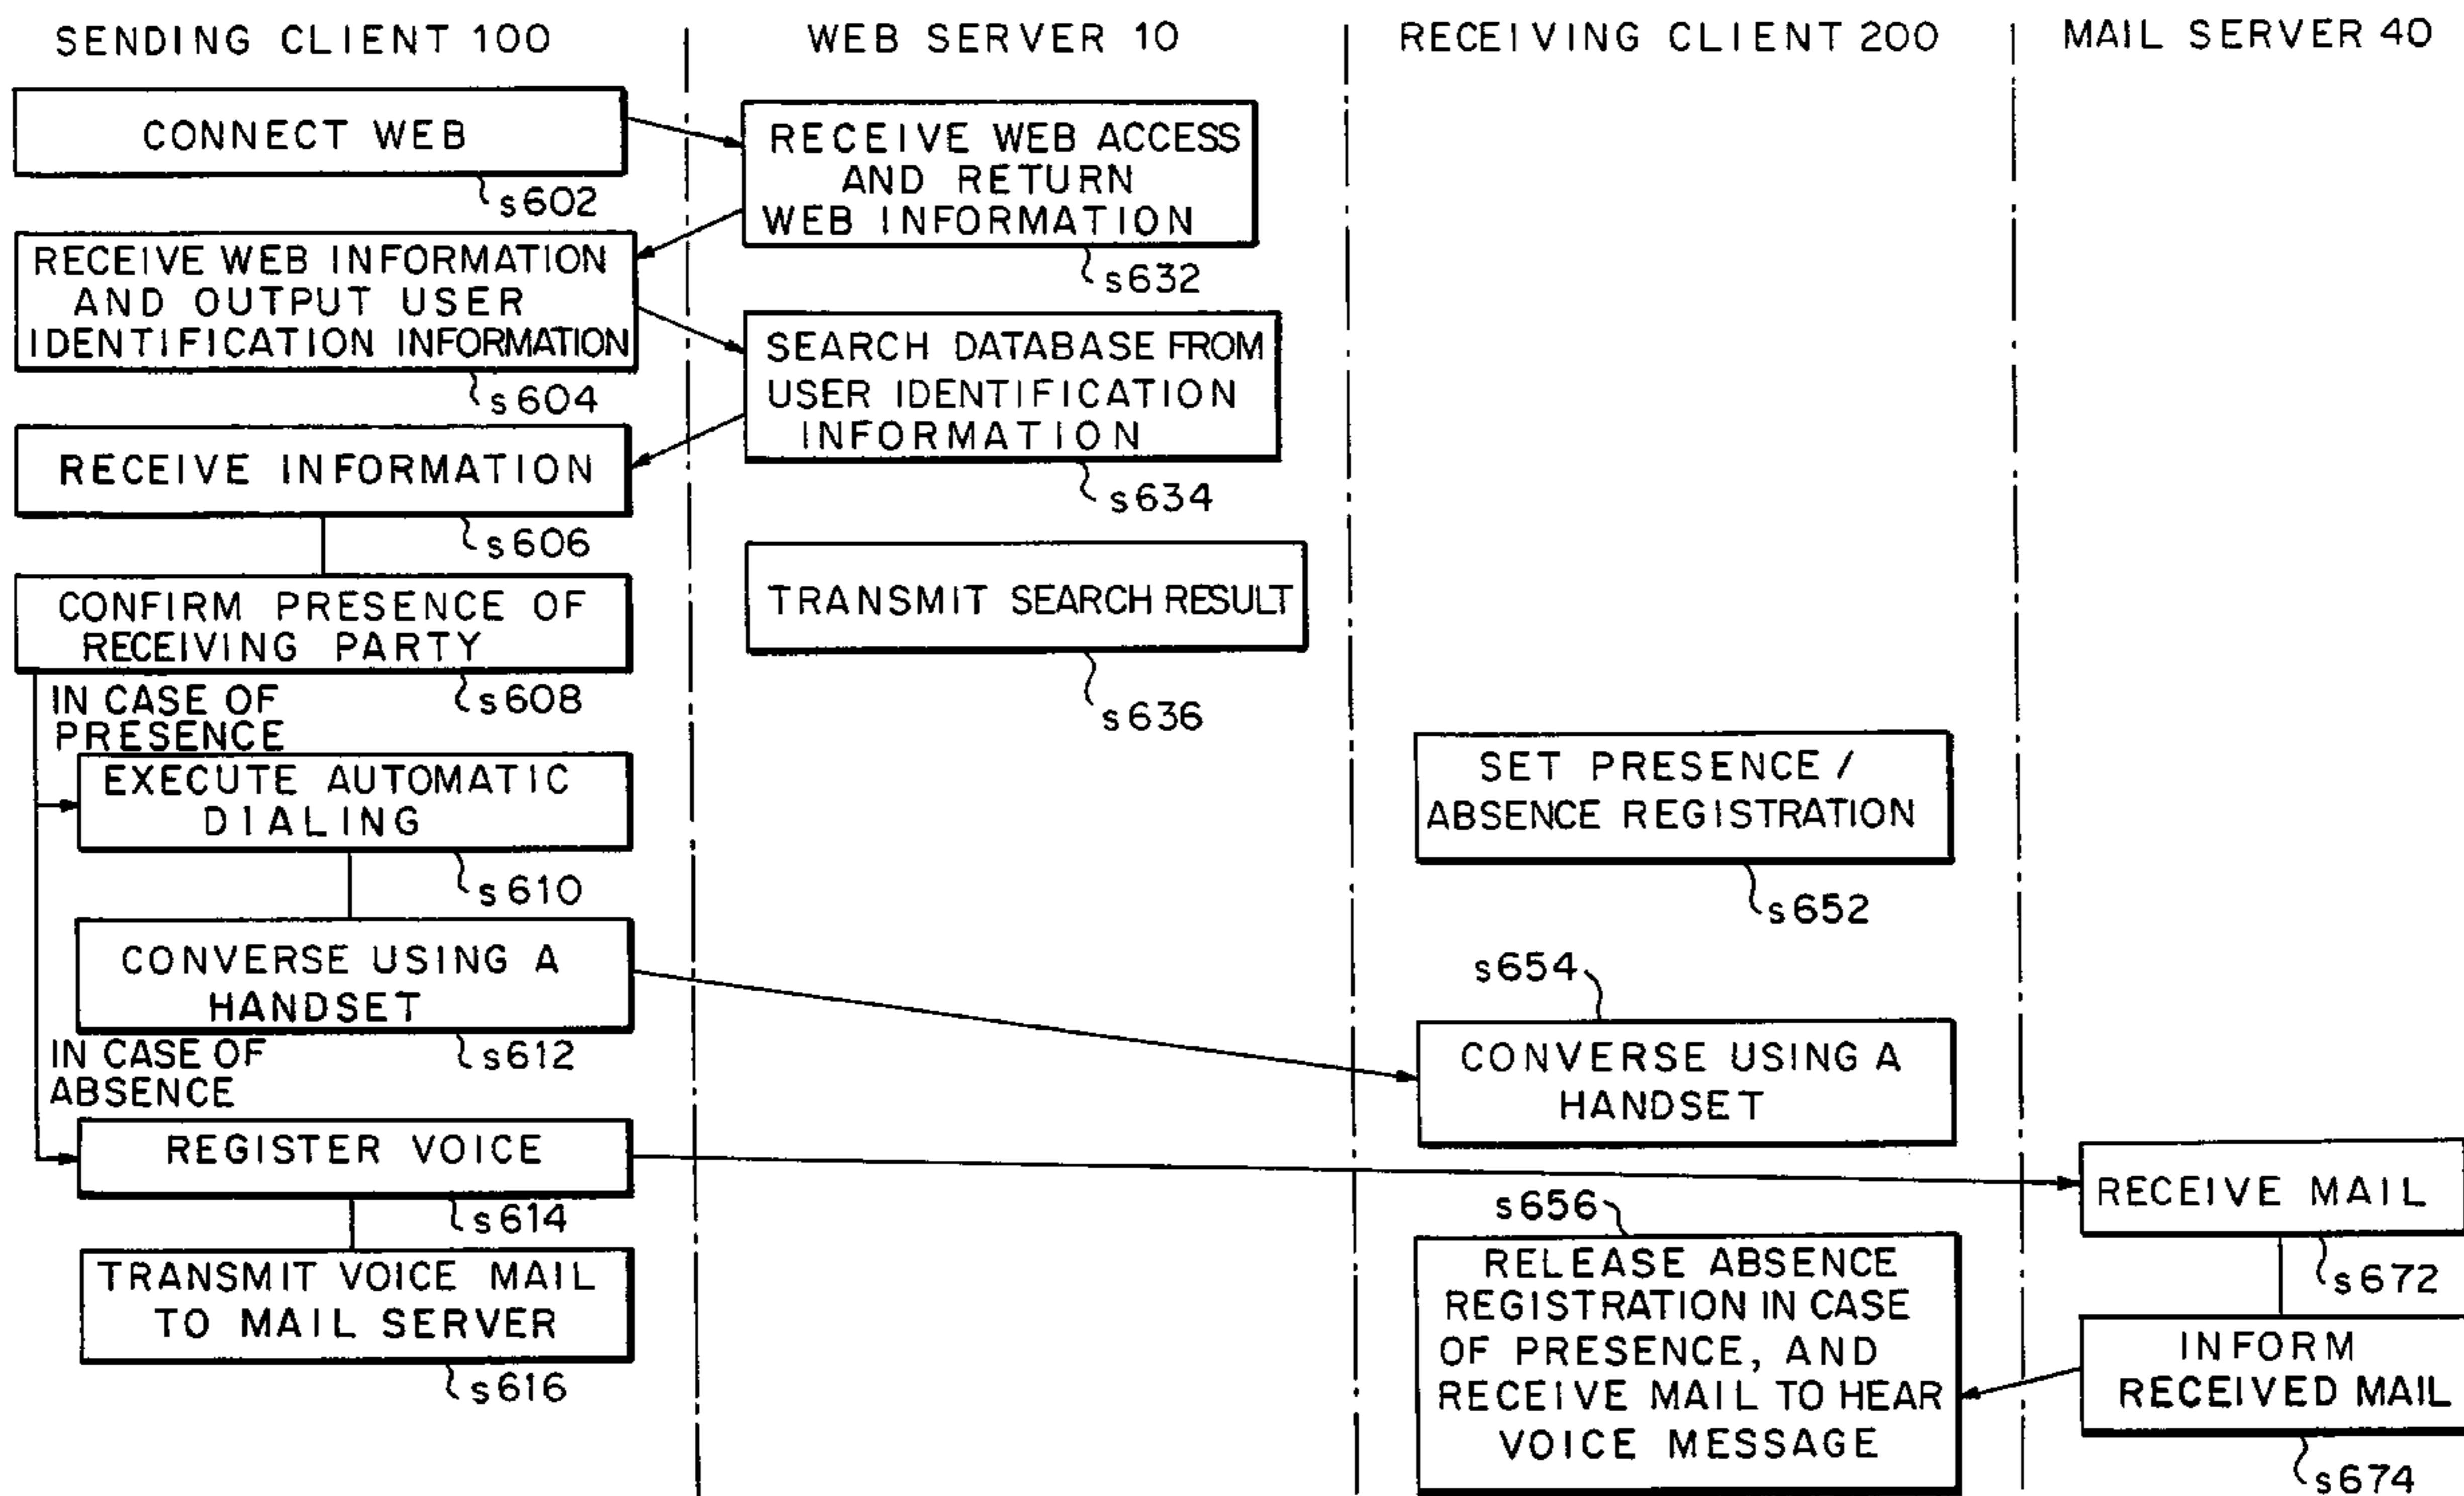 SENDING CLIENT 100
CONNECT WEB
s602
RECEIVE WEB INFORMATION
AND OUTPUT USER
IDENTIFICATION INFORMATION
s604
RECEIVE INFORMATION
s606
CONFIRM PRESENCE OF
RECEIVING PARTY
s608
IN CASE OF
PRESENCE
EXECUTE AUTOMATIC
DIALING
s610
CONVERSE USING A
HANDSET
s612
IN CASE OF
ABSENCE
REGISTER VOICE
s614
TRANSMIT VOICE MAIL
TO MAIL SERVER
s616
WEB SERVER 10
RECEIVE WEB ACCESS
AND RETURN
WEB INFORMATION
s632
SEARCH DATABASE FROM
USER IDENTIFICATION
INFORMATION
s634
TRANSMIT SEARCH RESULT
s636
RECEIVING CLIENT 200
SET PRESENCE /
ABSENCE REGISTRATION
s652
s654
CONVERSE USING A
HANDSET
s656
RELEASE ABSENCE
REGISTRATION IN CASE
OF PRESENCE, AND
RECEIVE MAIL TO HEAR
VOICE MESSAGE
MAIL SERVER 40
RECEIVE MAIL
s672
INFORM
RECEIVED MAIL
s674